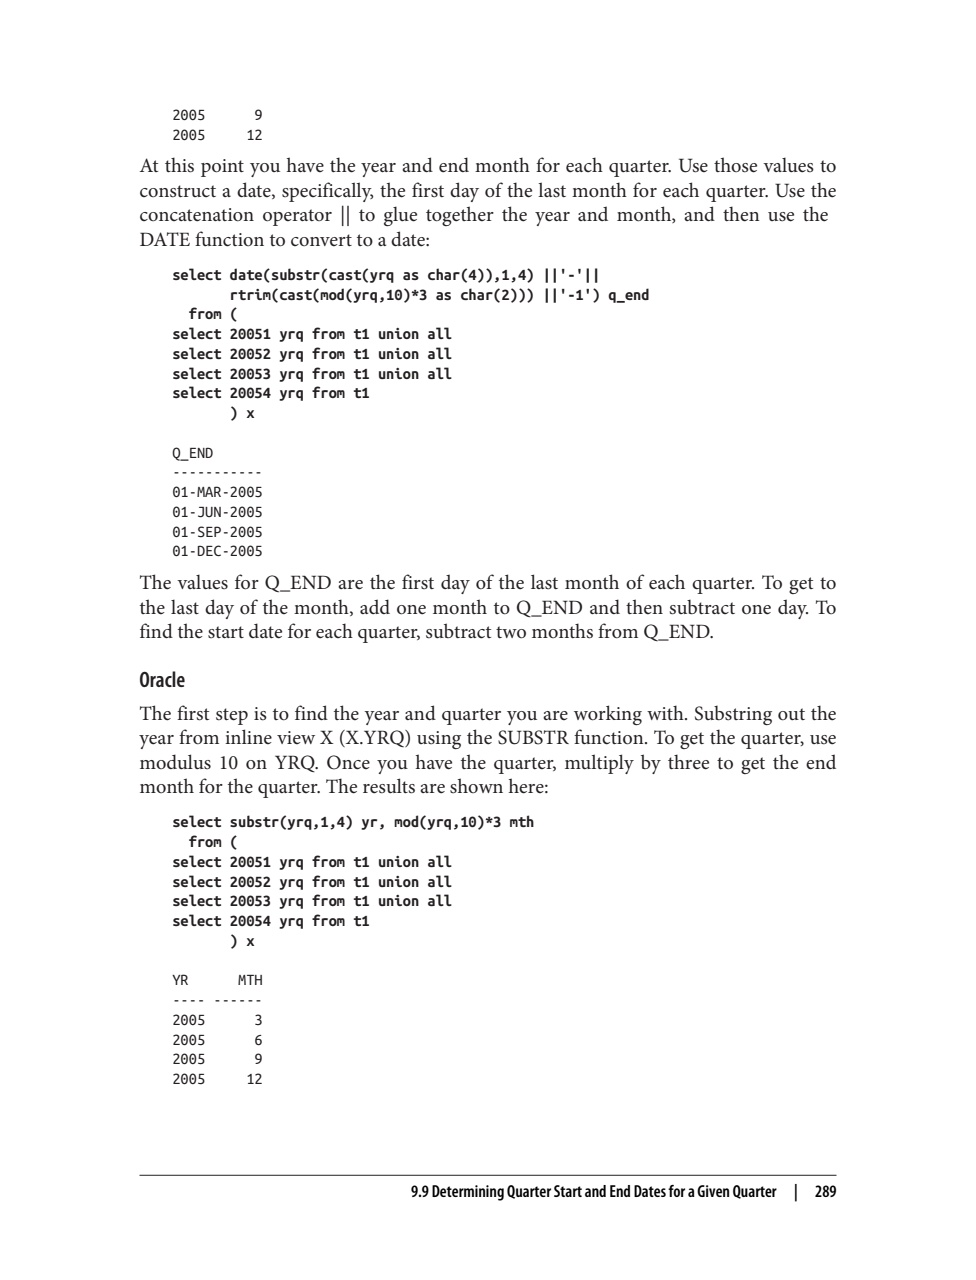 2005      9
2005     12
At this point you have the year and end month for each quarter. Use those values to
construct a date, specifically, the first day of the last month for each quarter. Use the
concatenation operator || to glue together the year and month, and then use the
DATE function to convert to a date:
select date(substr(cast(yrq as char(4)),1,4) ||'-'||
       rtrim(cast(mod(yrq,10)*3 as char(2))) ||'-1') q_end
  from (
select 20051 yrq from t1 union all
select 20052 yrq from t1 union all
select 20053 yrq from t1 union all
select 20054 yrq from t1
       ) x
Q_END
-----------
01-MAR-2005
01-JUN-2005
01-SEP-2005
01-DEC-2005
The values for Q_END are the first day of the last month of each quarter. To get to
the last day of the month, add one month to Q_END and then subtract one day. To
find the start date for each quarter, subtract two months from Q_END.
Oracle
The first step is to find the year and quarter you are working with. Substring out the
year from inline view X (X.YRQ) using the SUBSTR function. To get the quarter, use
modulus 10 on YRQ. Once you have the quarter, multiply by three to get the end
month for the quarter. The results are shown here:
select substr(yrq,1,4) yr, mod(yrq,10)*3 mth
  from (
select 20051 yrq from t1 union all
select 20052 yrq from t1 union all
select 20053 yrq from t1 union all
select 20054 yrq from t1
       ) x
YR      MTH
---- ------
2005      3
2005      6
2005      9
2005     12
9.9 Determining Quarter Start and End Dates for a Given Quarter | 289